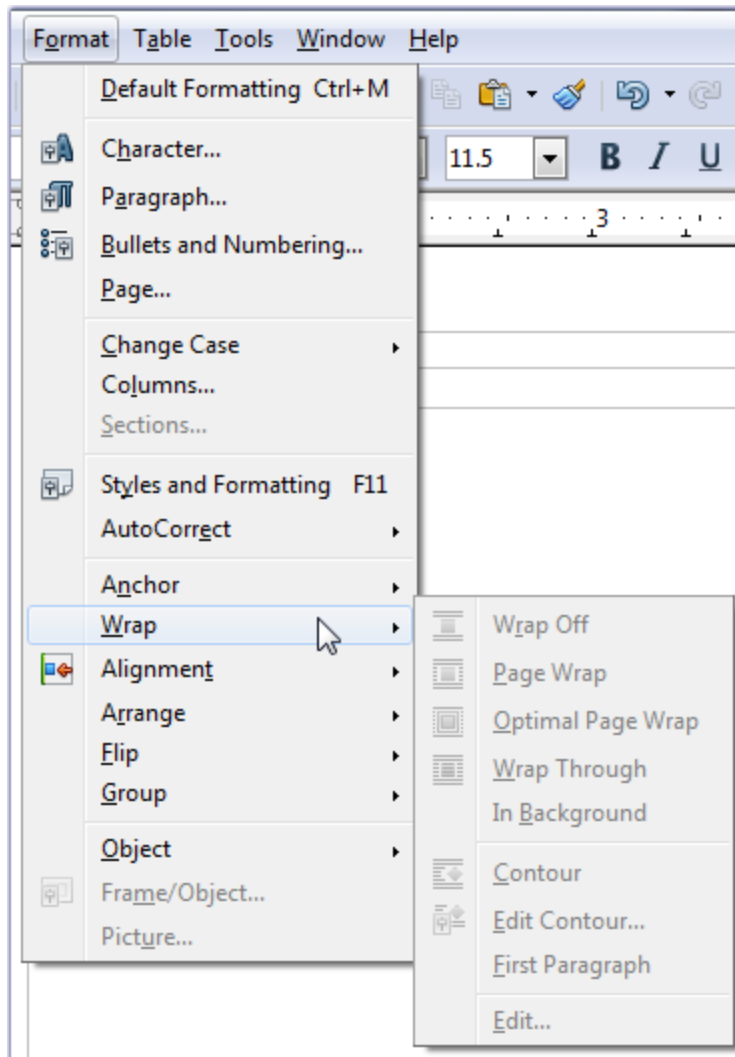 Format Table Tools Window Help
Default Formatting Ctrl+M
Character...
11.5 B I U
Paragraph...
3
Bullets and Numbering...
Page...
Change Case
Columns...
Sections...
Styles and Formatting F11
AutoCorrect
Anchor
Wrap
Alignment
Arrange
Flip
Group
Object
Frame/Object...
Picture...
Wrap Off
Page Wrap
Optimal Page Wrap
Wrap Through
In Background
Contour
Edit Contour...
First Paragraph
Edit...